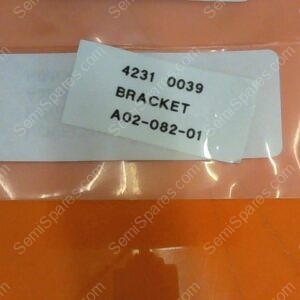 4231 0039
BRACKET
A02-082-01
SemiSpares.com